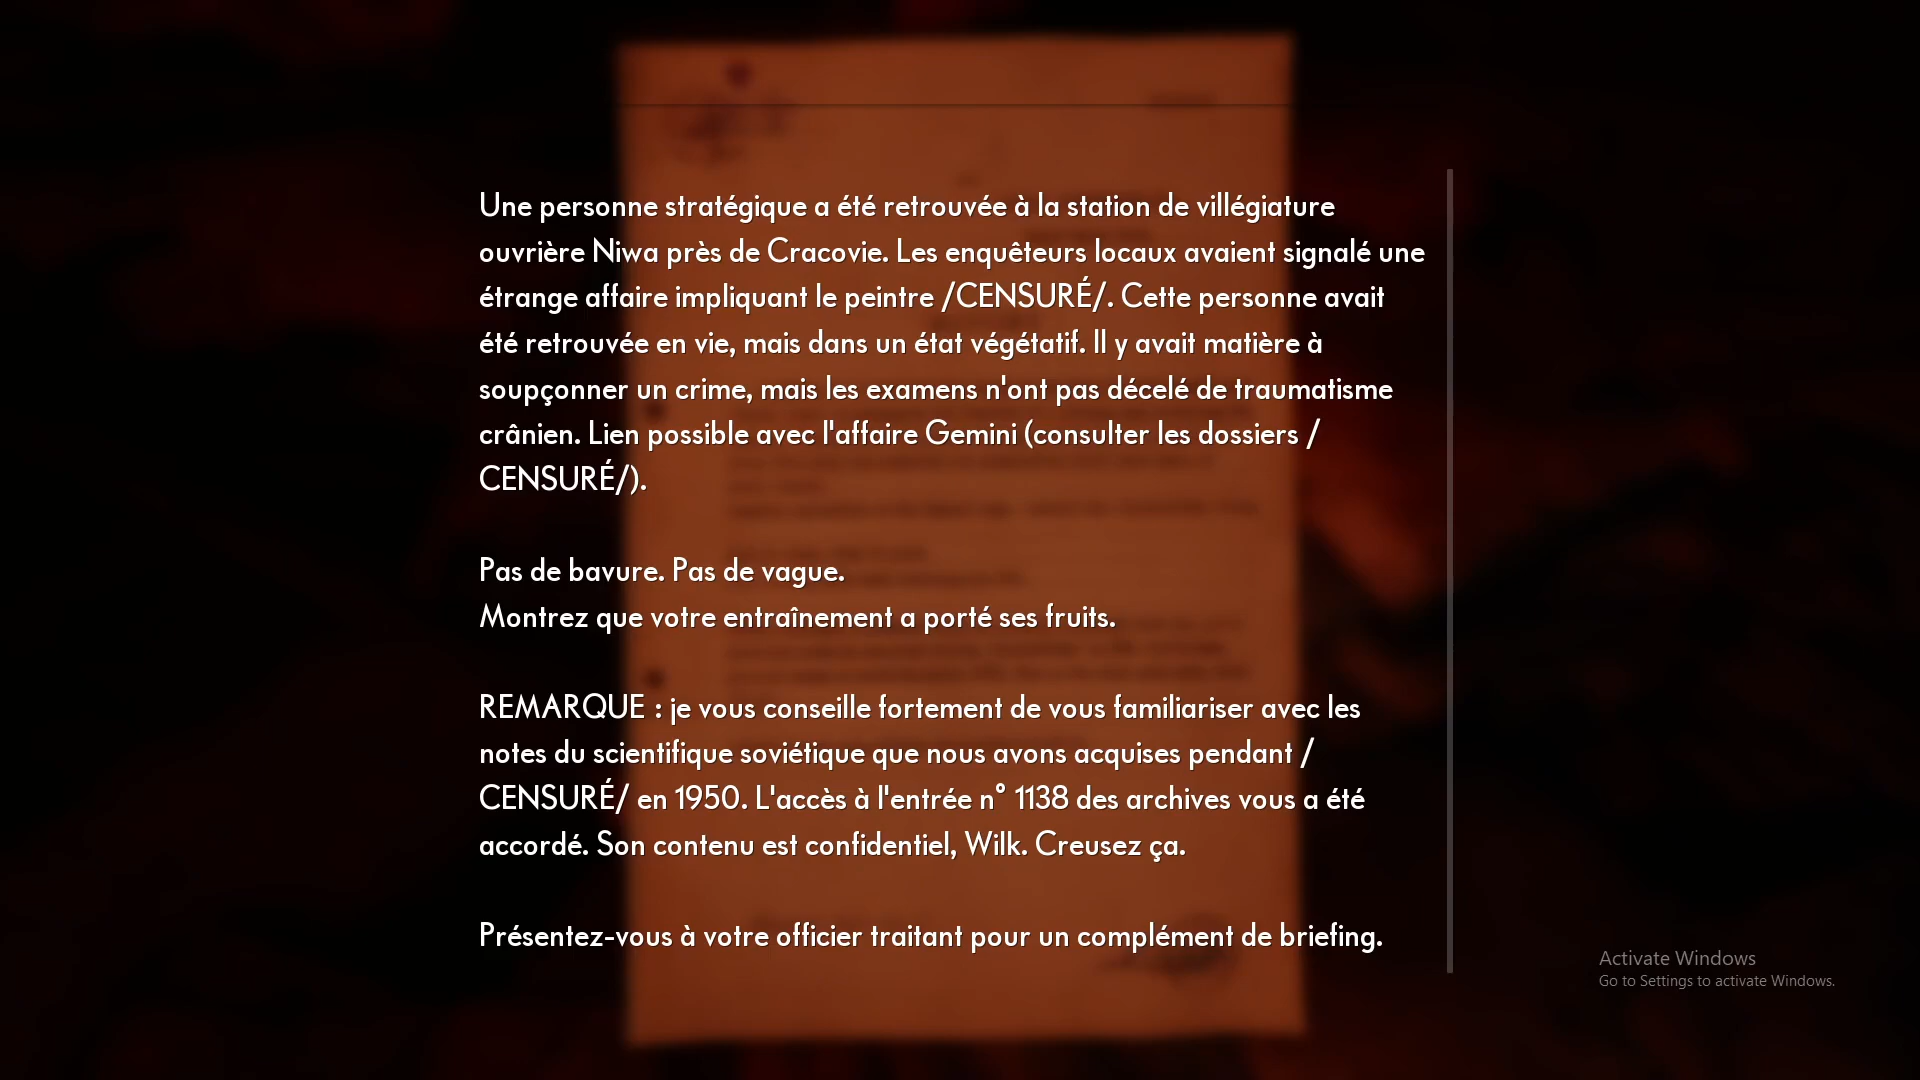 Une personne stratégique a été retrouvée à la station de villégiature
ouvrière Niwa près de Cracovie. Les enquêteurs locaux avaient signalé une
étrange affaire impliquant le peintre /CENSURÉ/. Cette personne avait
été retrouvée en vie, mais dans un état végétatif. Il y avait matière à
soupçonner un crime, mais les examens n'ont pas décelé de traumatisme
crânien. Lien possible avec l'affaire Gemini (consulter les dossiers /
CENSURÉ/).
Pas de bavure. Pas de vague.
Montrez que votre entraînement a porté ses fruits.
REMARQUE : je vous conseille fortement de vous familiariser avec les
notes du scientifique soviétique que nous avons acquises pendant /
CENSURÉ/ en 1950. L'accès à l'entrée n° 1138 des archives vous a été
accordé. Son contenu est confidentiel, Wilk. Creusez ça.
Présentez-vous à votre officier traitant pour un complément de briefing.
Activate Windows
Go to Settings to activate Windows.